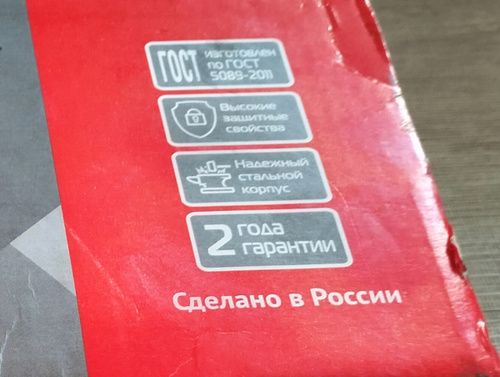 ГОСТ
изготовлен
по ГОСТ
5089-2011
Высокие
защитные
свойства
Надежный
стальной
корпус
2 года
гарантии
Сделано в России